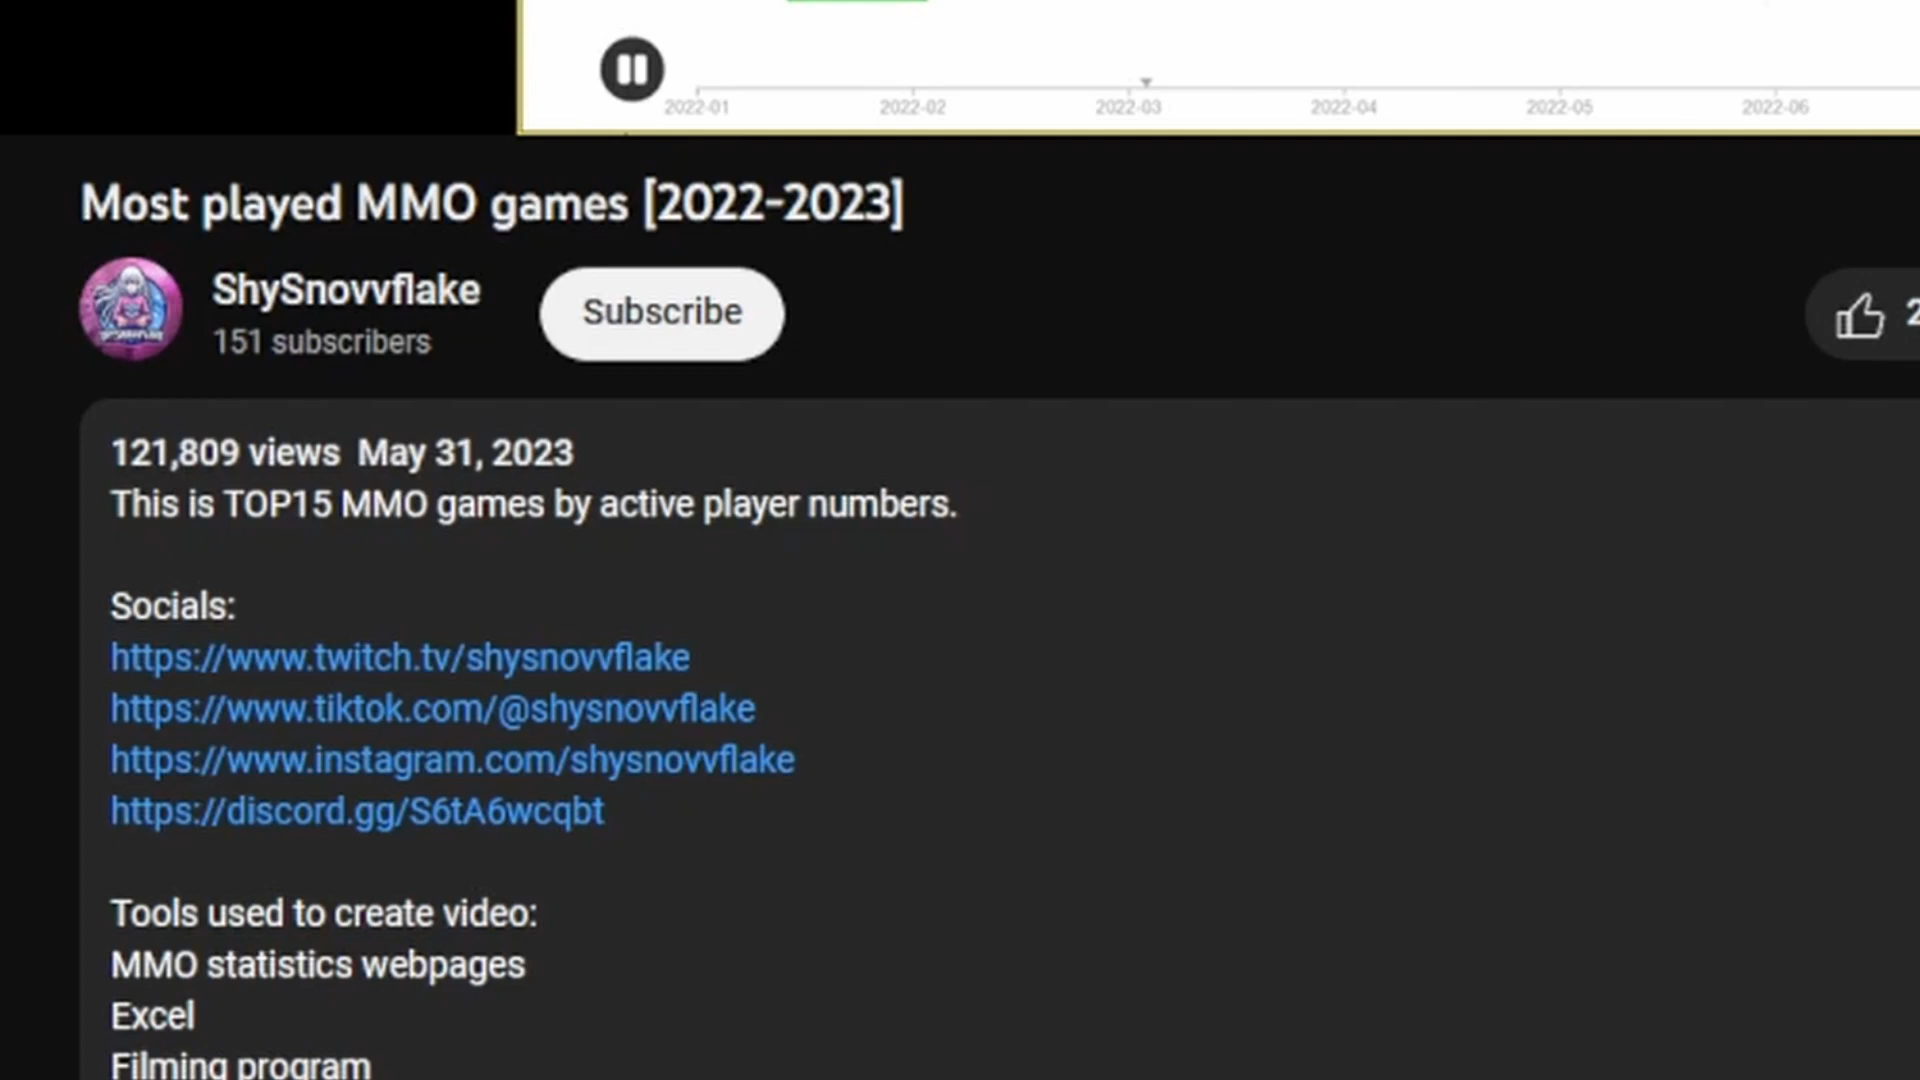 2022-01 2022-02 2022-03 2022-04 2022-05 2022-06
Most played MMO games [2022-2023]
ShySnovvflake
151 subscribers
Subscribe
2
121,809 views May 31, 2023
This is TOP15 MMO games by active player numbers.
Socials:
https://www.twitch.tv/shysnovvflake
https://www.tiktok.com/@shysnovvflake
https://www.instagram.com/shysnovvflake
https://discord.gg/S6tA6wcqbt
Tools used to create video:
MMO statistics webpages
Excel
Filming program